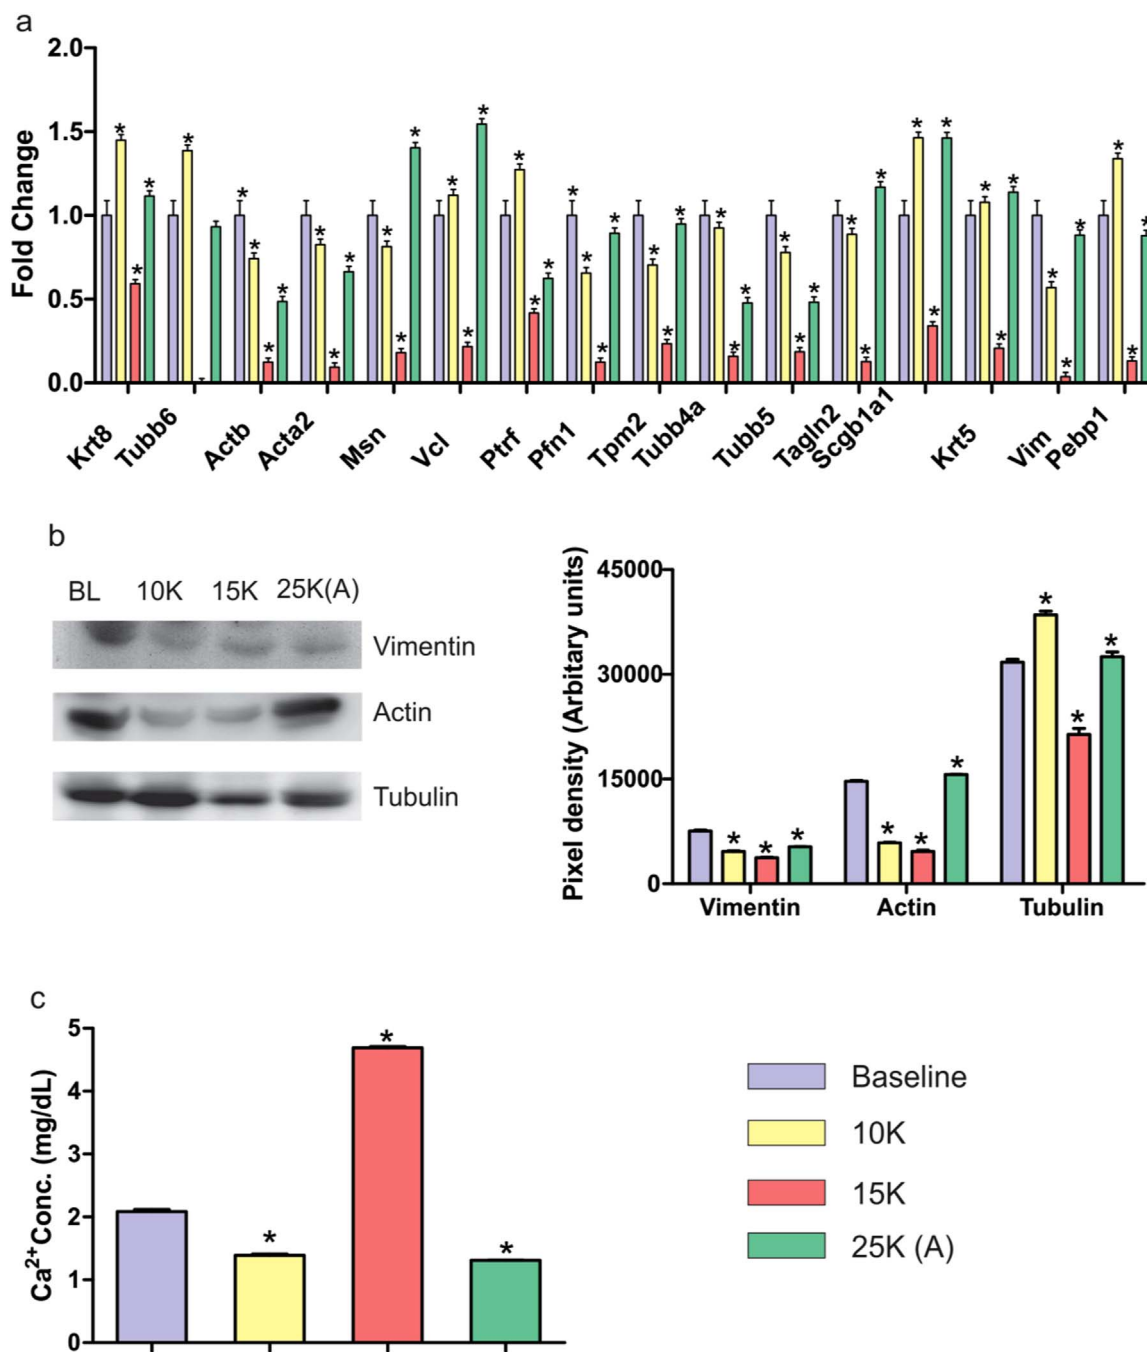 a
2.0
1.5
1.0
0.5
0.0
Fold Change
Krt8
Tubb6
Actb
Acta2
Msn
Vcl
Ptrf
Pfn1
Tpm2
Tubb4a
Tubb5
Tagln2
Scgb1a1
Krt5
Vim
Pebp1
b
BL 10K 15K 25K(A)
Vimentin
Actin
Tubulin
45000
30000
15000
0
Pixel density (Arbitary units)
Vimentin Actin Tubulin
c
5
4
3
2
1
0
Ca²⁺Conc. (mg/dL)
Baseline
10K
15K
25K (A)